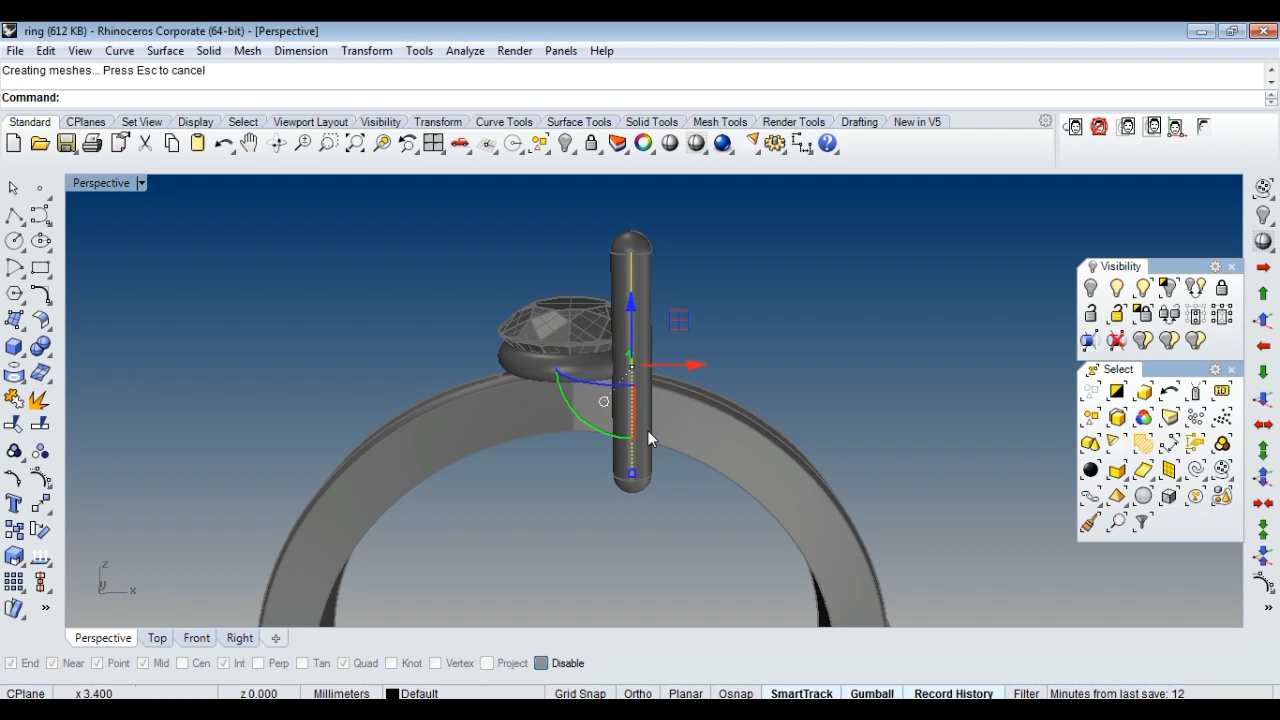 ring (612 KB) - Rhinoceros Corporate (64-bit) - [Perspective]
File Edit View Curve Surface Solid Mesh Dimension Transform Tools Analyze Render Panels Help
Creating meshes... Press Esc to cancel
Command:
Standard CPlanes Set View Display Select Viewport Layout Visibility Transform Curve Tools Surface Tools Solid Tools Mesh Tools Render Tools Drafting New in V5
Perspective
Visibility
Select
z
y
x
Perspective Top Front Right
End Near Point Mid Cen Int Perp Tan Quad Knot Vertex Project Disable
CPlane x 3.400 z 0.000 Millimeters Default Grid Snap Ortho Planar Osnap SmartTrack Gumball Record History Filter Minutes from last save: 12